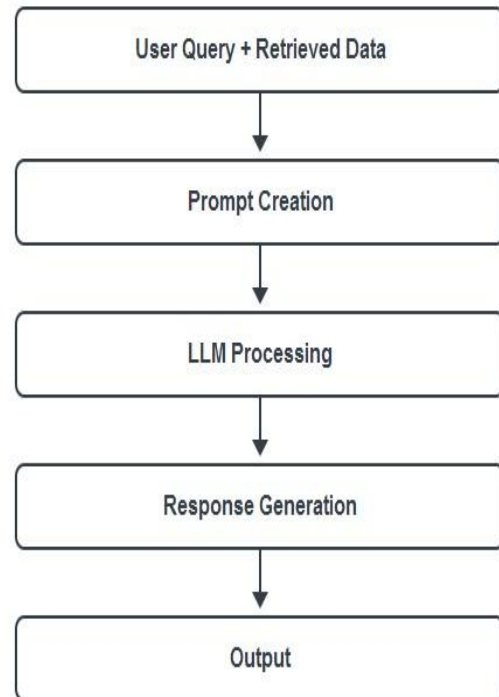 User Query + Retrieved Data
Prompt Creation
LLM Processing
Response Generation
Output